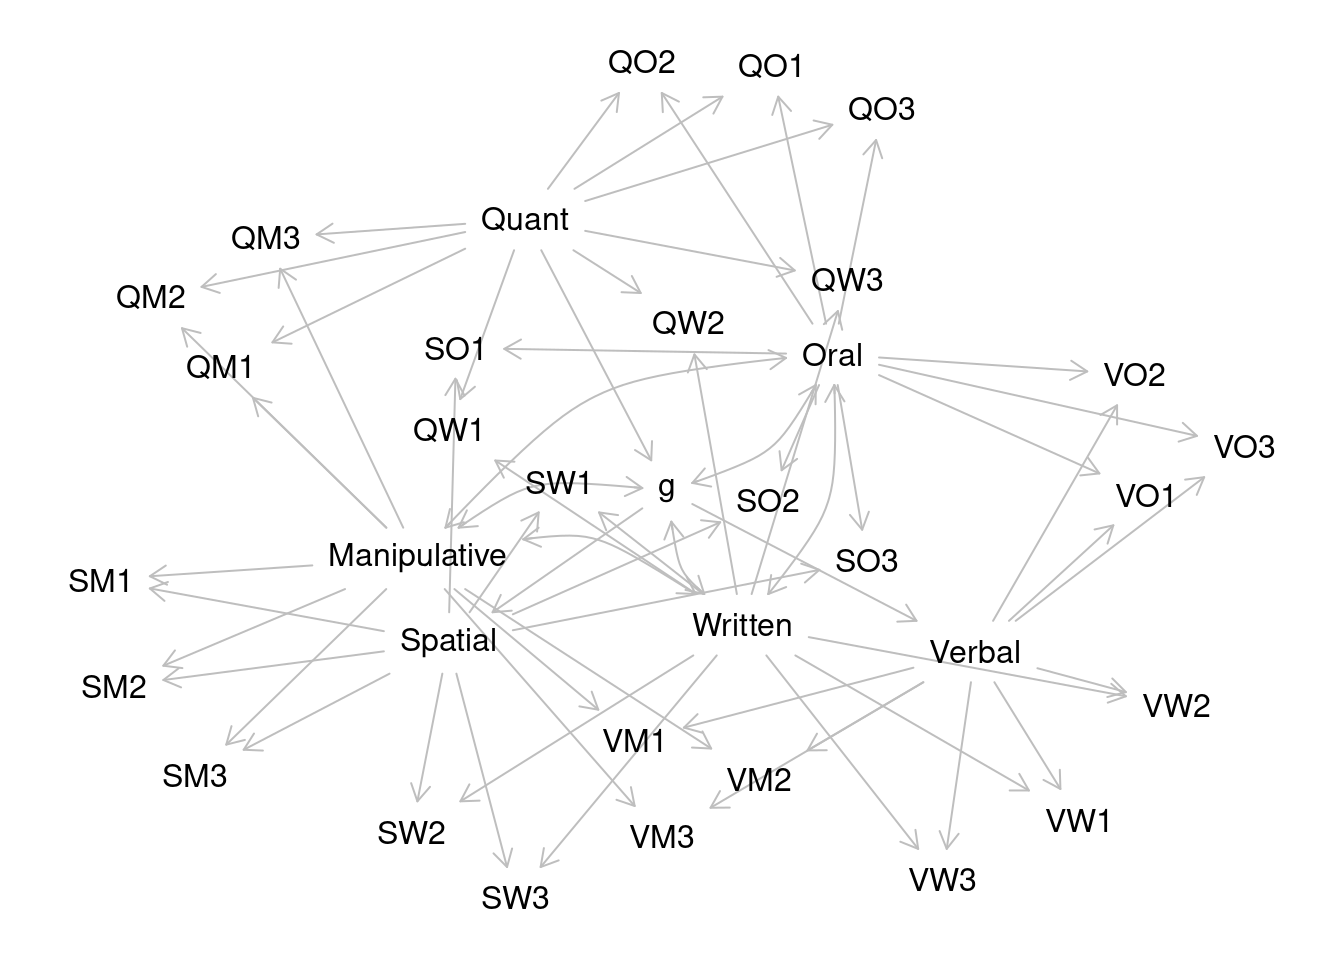 QO2
QO1
QO3
Quant
QM3
QW3
QM2
QW2
SO1
Oral
QM1
VO2
QW1
VO3
SW1
g
SO2
VO1
Manipulative
SO3
SM1
Written
Spatial
Verbal
SM2
VW2
VM1
SM3
VM2
VW1
SW2
VM3
VW3
SW3